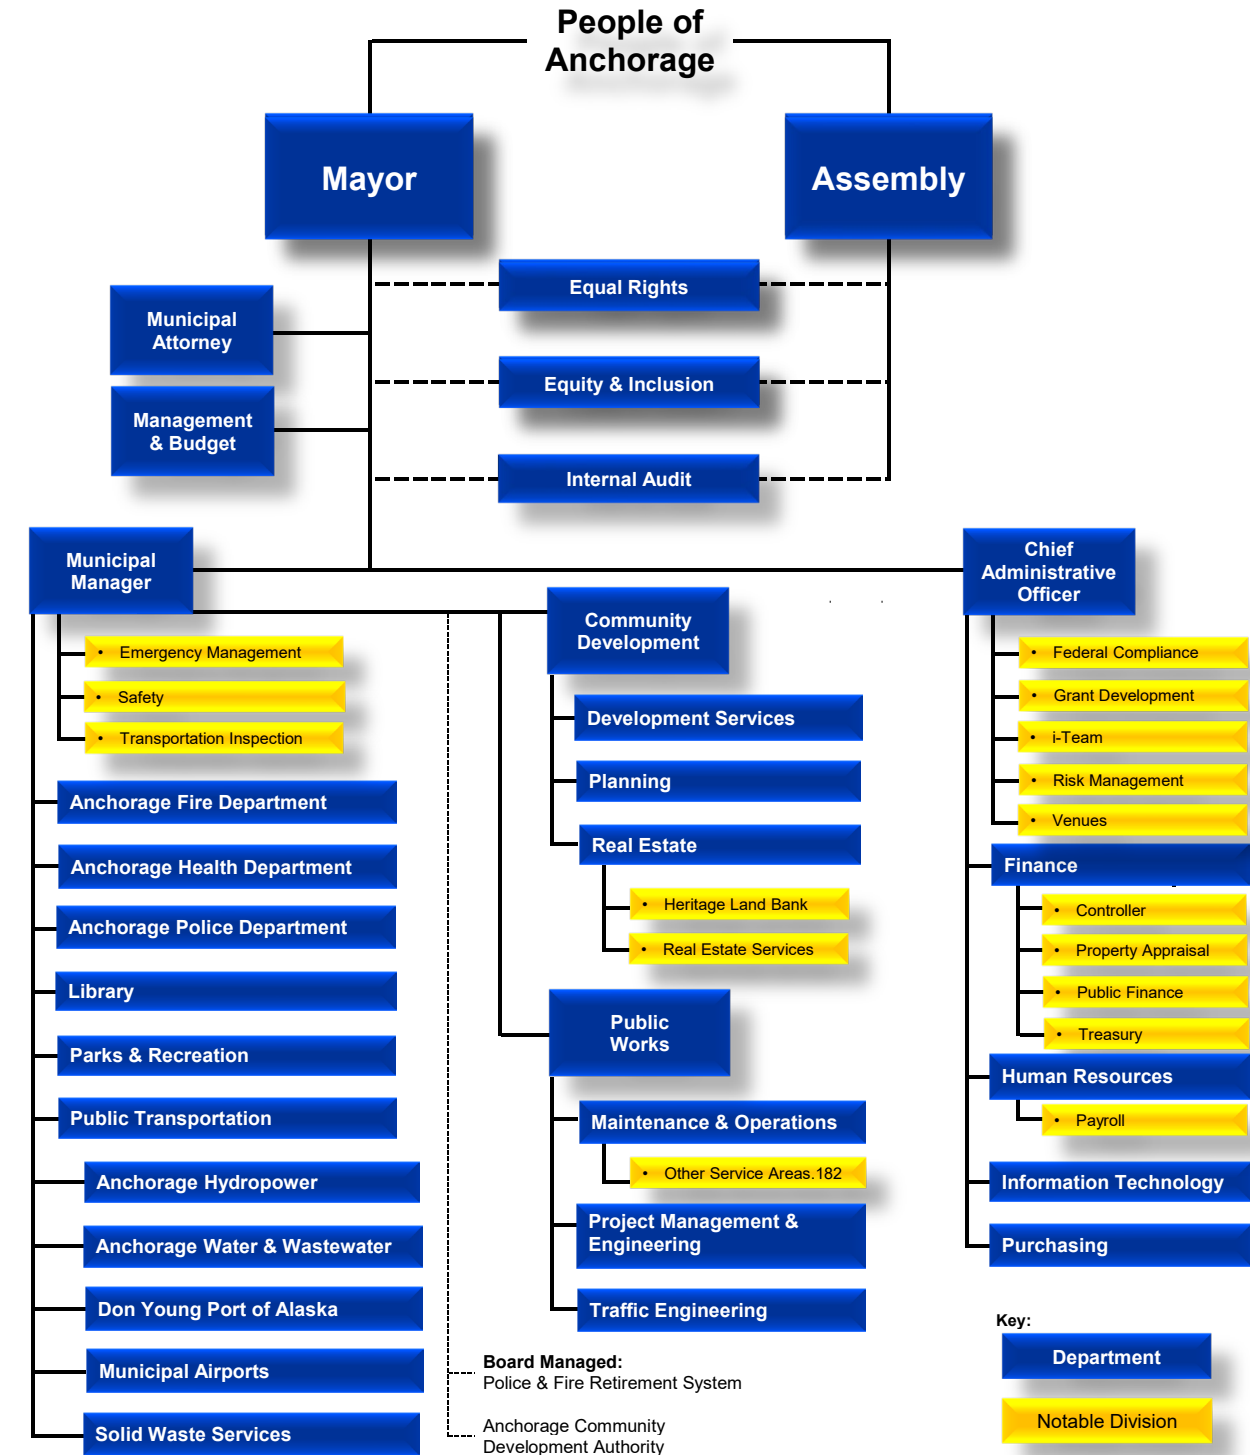 People of
Anchorage
Mayor
Assembly
Equal Rights
Municipal
Attorney
Equity & Inclusion
Management
& Budget
Internal Audit
Municipal
Manager
Chief
Administrative
Officer
• Emergency Management
• Safety
• Transportation Inspection
Anchorage Fire Department
Anchorage Health Department
Anchorage Police Department
Library
Parks & Recreation
Public Transportation
Anchorage Hydropower
Anchorage Water & Wastewater
Don Young Port of Alaska
Municipal Airports
Solid Waste Services
Community
Development
Development Services
Planning
Real Estate
• Heritage Land Bank
• Real Estate Services
Public
Works
Maintenance & Operations
• Other Service Areas.182
Project Management &
Engineering
Traffic Engineering
Board Managed:
Police & Fire Retirement System
Anchorage Community
Development Authority
• Federal Compliance
• Grant Development
• i-Team
• Risk Management
• Venues
Finance
• Controller
• Property Appraisal
• Public Finance
• Treasury
Human Resources
• Payroll
Information Technology
Purchasing
Key:
Department
Notable Division